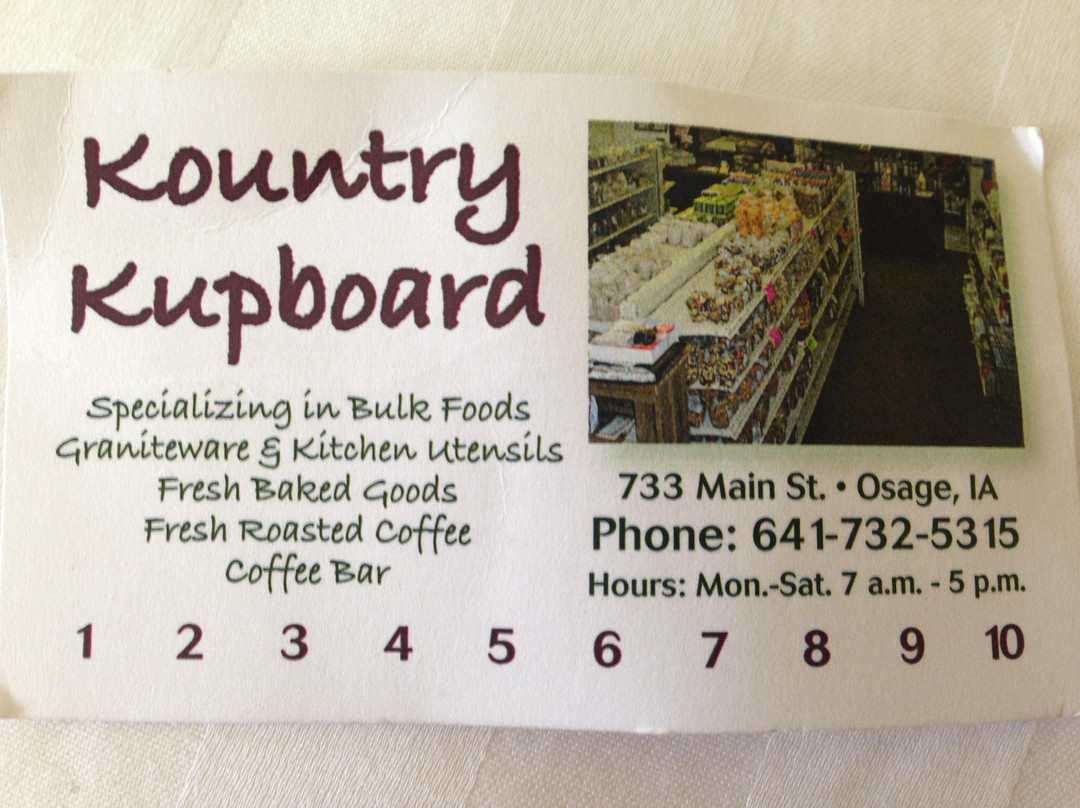 Kountry
Kupboard
Specializing in Bulk Foods
Graniteware & Kitchen Utensils
Fresh Baked Goods
Fresh Roasted Coffee
Coffee Bar
733 Main St. • Osage, IA
Phone: 641-732-5315
Hours: Mon.-Sat. 7 a.m. - 5 p.m.
1 2 3 4 5 6 7 8 9 10